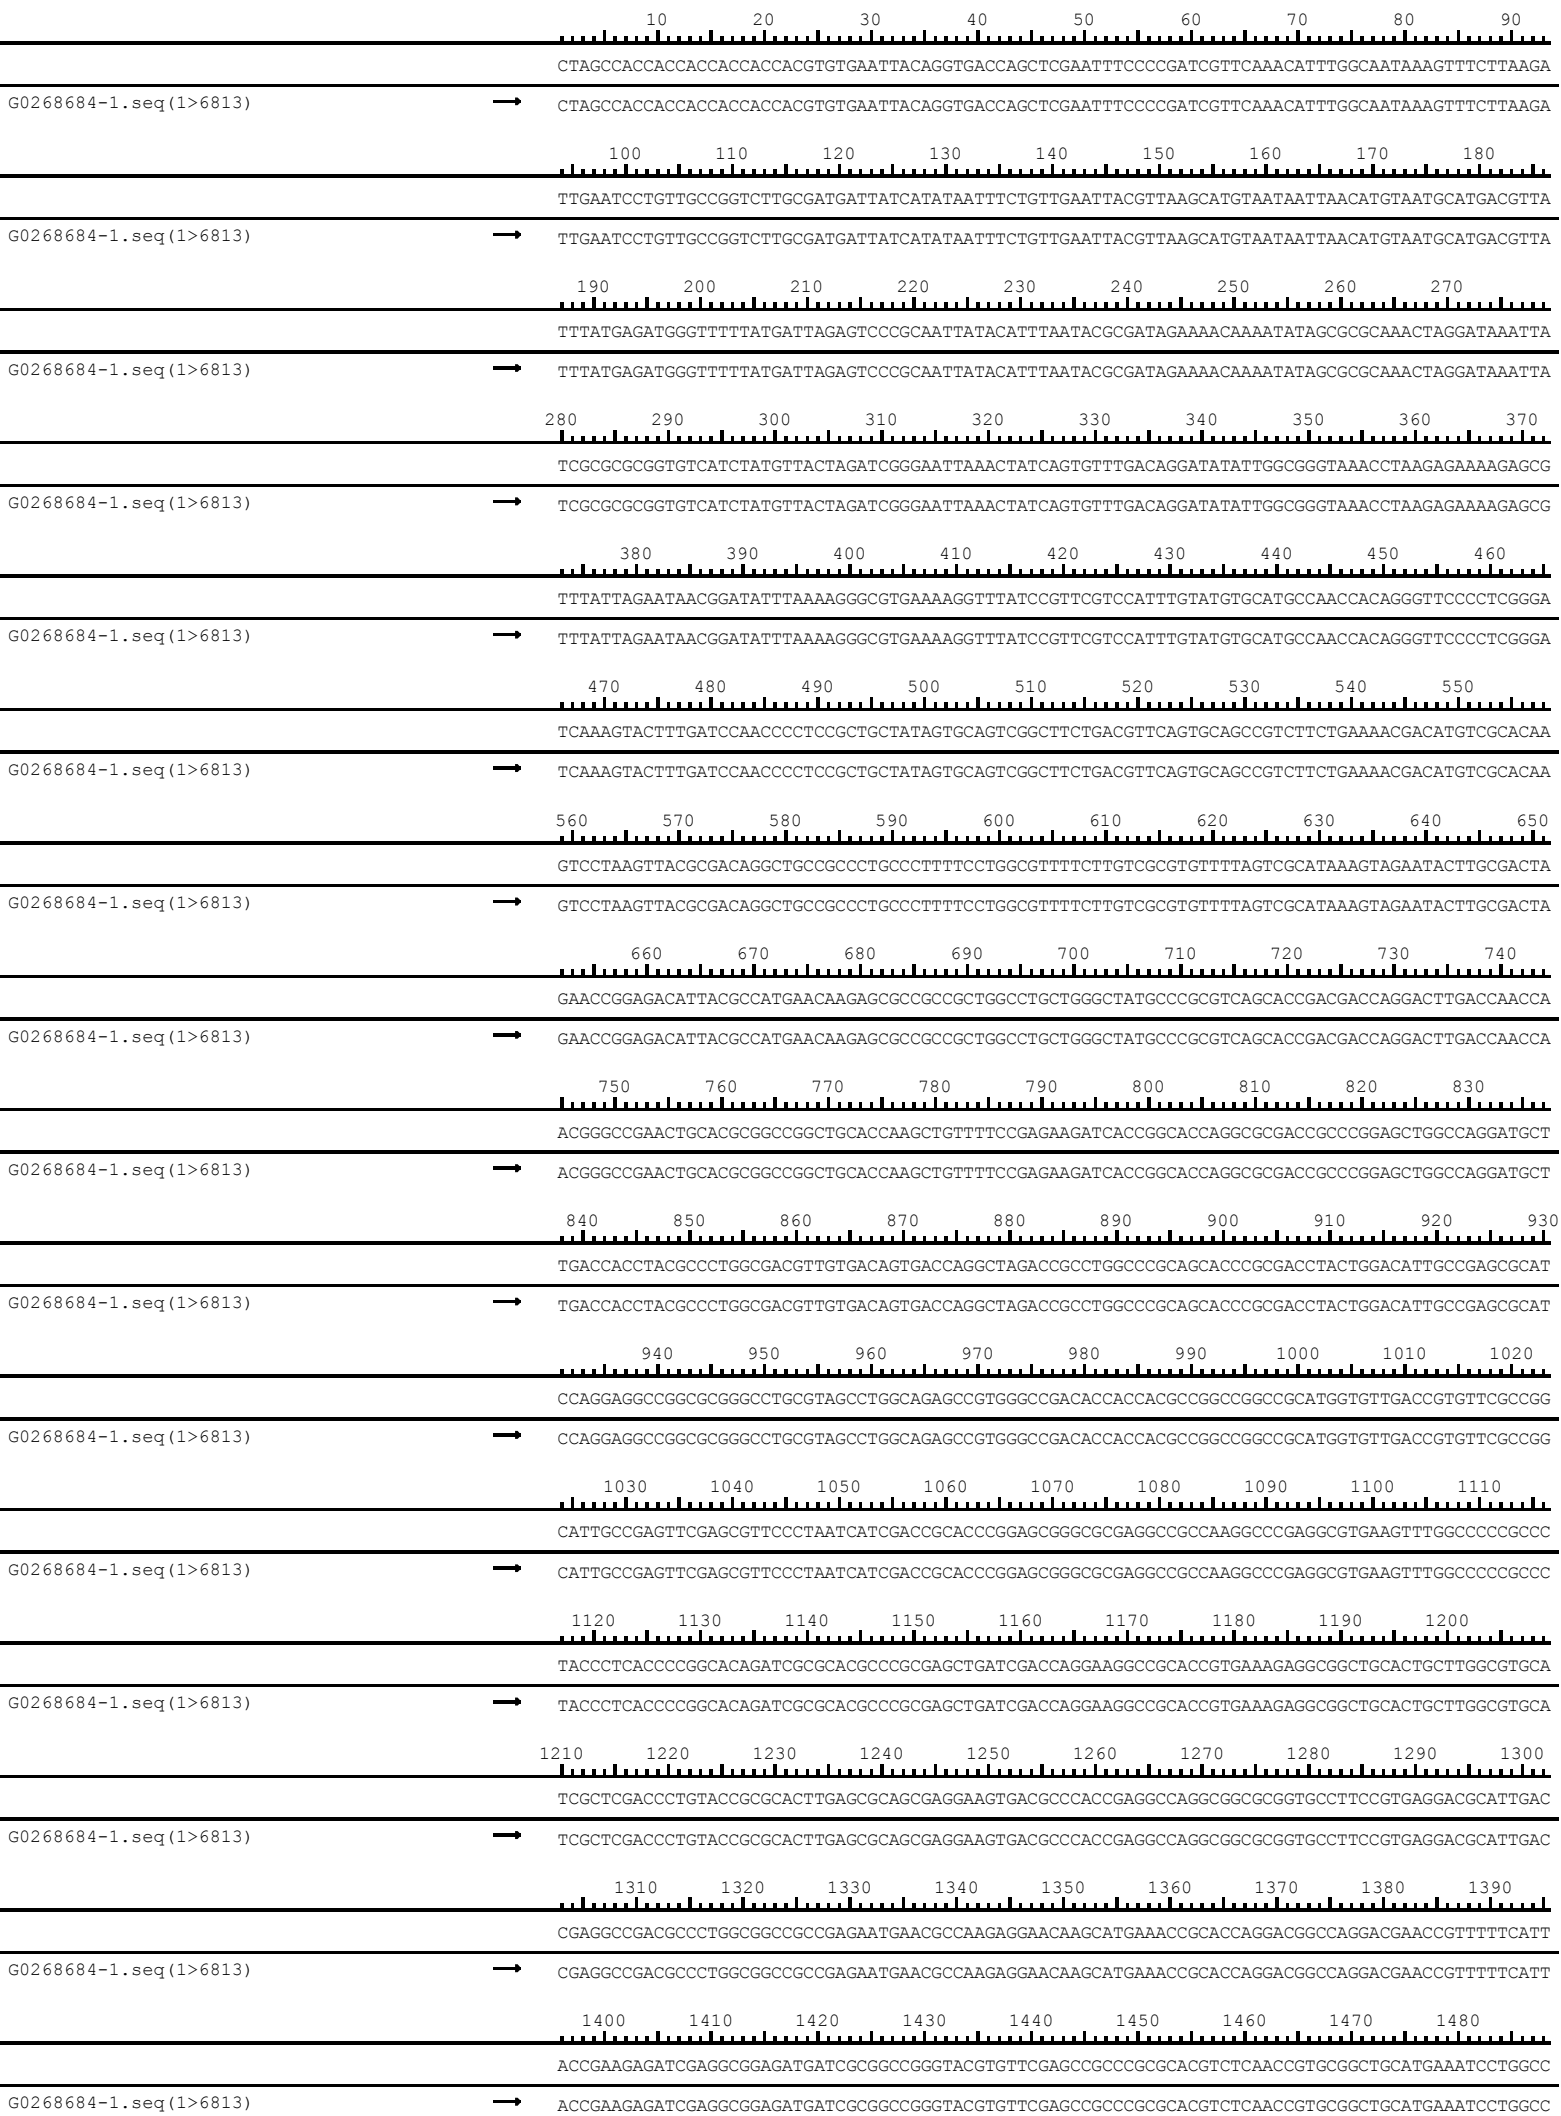 10 20 30 40 50 60 70 80 90
CTAGCCACCACCACCACCACCACGTGTGAATTACAGGTGACCAGCTCGAATTTCCCCGATCGTTCAAACATTTGGCAATAAAGTTTCTTAAGA
G0268684-1.seq(1>6813) → CTAGCCACCACCACCACCACCACGTGTGAATTACAGGTGACCAGCTCGAATTTCCCCGATCGTTCAAACATTTGGCAATAAAGTTTCTTAAGA
100 110 120 130 140 150 160 170 180
TTGAATCCTGTTGCCGGTCTTGCGATGATTATCATATAATTTCTGTTGAATTACGTTAAGCATGTAATAATTAACATGTAATGCATGACGTTA
G0268684-1.seq(1>6813) → TTGAATCCTGTTGCCGGTCTTGCGATGATTATCATATAATTTCTGTTGAATTACGTTAAGCATGTAATAATTAACATGTAATGCATGACGTTA
190 200 210 220 230 240 250 260 270
TTTATGAGATGGGTTTTTATGATTAGAGTCCCGCAATTATACATTTAATACGCGATAGAAAACAAAATATAGCGCGCAAACTAGGATAAATTA
G0268684-1.seq(1>6813) → TTTATGAGATGGGTTTTTATGATTAGAGTCCCGCAATTATACATTTAATACGCGATAGAAAACAAAATATAGCGCGCAAACTAGGATAAATTA
280 290 300 310 320 330 340 350 360 370
TCGCGCGCGGTGTCATCTATGTTACTAGATCGGGAATTAAACTATCAGTGTTTGACAGGATATATTGGCGGGTAAACCTAAGAGAAAAGAGCG
G0268684-1.seq(1>6813) → TCGCGCGCGGTGTCATCTATGTTACTAGATCGGGAATTAAACTATCAGTGTTTGACAGGATATATTGGCGGGTAAACCTAAGAGAAAAGAGCG
380 390 400 410 420 430 440 450 460
TTTATTAGAATAACGGATATTTAAAAGGGCGTGAAAAGGTTTATCCGTTCGTCCATTTGTATGTGCATGCCAACCACAGGGTTCCCCTCGGGA
G0268684-1.seq(1>6813) → TTTATTAGAATAACGGATATTTAAAAGGGCGTGAAAAGGTTTATCCGTTCGTCCATTTGTATGTGCATGCCAACCACAGGGTTCCCCTCGGGA
470 480 490 500 510 520 530 540 550
TCAAAGTACTTTGATCCAACCCCTCCGCTGCTATAGTGCAGTCGGCTTCTGACGTTCAGTGCAGCCGTCTTCTGAAAACGACATGTCGCACAA
G0268684-1.seq(1>6813) → TCAAAGTACTTTGATCCAACCCCTCCGCTGCTATAGTGCAGTCGGCTTCTGACGTTCAGTGCAGCCGTCTTCTGAAAACGACATGTCGCACAA
560 570 580 590 600 610 620 630 640 650
GTCCTAAGTTACGCGACAGGCTGCCGCCCTGCCCTTTTCCTGGCGTTTTCTTGTCGCGTGTTTTAGTCGCATAAAGTAGAATACTTGCGACTA
G0268684-1.seq(1>6813) → GTCCTAAGTTACGCGACAGGCTGCCGCCCTGCCCTTTTCCTGGCGTTTTCTTGTCGCGTGTTTTAGTCGCATAAAGTAGAATACTTGCGACTA
660 670 680 690 700 710 720 730 740
GAACCGGAGACATTACGCCATGAACAAGAGCGCCGCCGCTGGCCTGCTGGGCTATGCCCGCGTCAGCACCGACGACCAGGACTTGACCAACCA
G0268684-1.seq(1>6813) → GAACCGGAGACATTACGCCATGAACAAGAGCGCCGCCGCTGGCCTGCTGGGCTATGCCCGCGTCAGCACCGACGACCAGGACTTGACCAACCA
750 760 770 780 790 800 810 820 830
ACGGGCCGAACTGCACGCGGCCGGCTGCACCAAGCTGTTTTCCGAGAAGATCACCGGCACCAGGCGCGACCGCCCGGAGCTGGCCAGGATGCT
G0268684-1.seq(1>6813) → ACGGGCCGAACTGCACGCGGCCGGCTGCACCAAGCTGTTTTCCGAGAAGATCACCGGCACCAGGCGCGACCGCCCGGAGCTGGCCAGGATGCT
840 850 860 870 880 890 900 910 920 930
TGACCACCTACGCCCTGGCGACGTTGTGACAGTGACCAGGCTAGACCGCCTGGCCCGCAGCACCCGCGACCTACTGGACATTGCCGAGCGCAT
G0268684-1.seq(1>6813) → TGACCACCTACGCCCTGGCGACGTTGTGACAGTGACCAGGCTAGACCGCCTGGCCCGCAGCACCCGCGACCTACTGGACATTGCCGAGCGCAT
940 950 960 970 980 990 1000 1010 1020
CCAGGAGGCCGGCGCGGGCCTGCGTAGCCTGGCAGAGCCGTGGGCCGACACCACCACGCCGGCCGGCCGCATGGTGTTGACCGTGTTCGCCGG
G0268684-1.seq(1>6813) → CCAGGAGGCCGGCGCGGGCCTGCGTAGCCTGGCAGAGCCGTGGGCCGACACCACCACGCCGGCCGGCCGCATGGTGTTGACCGTGTTCGCCGG
1030 1040 1050 1060 1070 1080 1090 1100 1110
CATTGCCGAGTTCGAGCGTTCCCTAATCATCGACCGCACCCGGAGCGGGCGCGAGGCCGCCAAGGCCCGAGGCGTGAAGTTTGGCCCCCGCCC
G0268684-1.seq(1>6813) → CATTGCCGAGTTCGAGCGTTCCCTAATCATCGACCGCACCCGGAGCGGGCGCGAGGCCGCCAAGGCCCGAGGCGTGAAGTTTGGCCCCCGCCC
1120 1130 1140 1150 1160 1170 1180 1190 1200
TACCCTCACCCCGGCACAGATCGCGCACGCCCGCGAGCTGATCGACCAGGAAGGCCGCACCGTGAAAGAGGCGGCTGCACTGCTTGGCGTGCA
G0268684-1.seq(1>6813) → TACCCTCACCCCGGCACAGATCGCGCACGCCCGCGAGCTGATCGACCAGGAAGGCCGCACCGTGAAAGAGGCGGCTGCACTGCTTGGCGTGCA
1210 1220 1230 1240 1250 1260 1270 1280 1290 1300
TCGCTCGACCCTGTACCGCGCACTTGAGCGCAGCGAGGAAGTGACGCCCACCGAGGCCAGGCGGCGCGGTGCCTTCCGTGAGGACGCATTGAC
G0268684-1.seq(1>6813) → TCGCTCGACCCTGTACCGCGCACTTGAGCGCAGCGAGGAAGTGACGCCCACCGAGGCCAGGCGGCGCGGTGCCTTCCGTGAGGACGCATTGAC
1310 1320 1330 1340 1350 1360 1370 1380 1390
CGAGGCCGACGCCCTGGCGGCCGCCGAGAATGAACGCCAAGAGGAACAAGCATGAAACCGCACCAGGACGGCCAGGACGAACCGTTTTTCATT
G0268684-1.seq(1>6813) → CGAGGCCGACGCCCTGGCGGCCGCCGAGAATGAACGCCAAGAGGAACAAGCATGAAACCGCACCAGGACGGCCAGGACGAACCGTTTTTCATT
1400 1410 1420 1430 1440 1450 1460 1470 1480
ACCGAAGAGATCGAGGCGGAGATGATCGCGGCCGGGTACGTGTTCGAGCCGCCCGCGCACGTCTCAACCGTGCGGCTGCATGAAATCCTGGCC
G0268684-1.seq(1>6813) → ACCGAAGAGATCGAGGCGGAGATGATCGCGGCCGGGTACGTGTTCGAGCCGCCCGCGCACGTCTCAACCGTGCGGCTGCATGAAATCCTGGCC